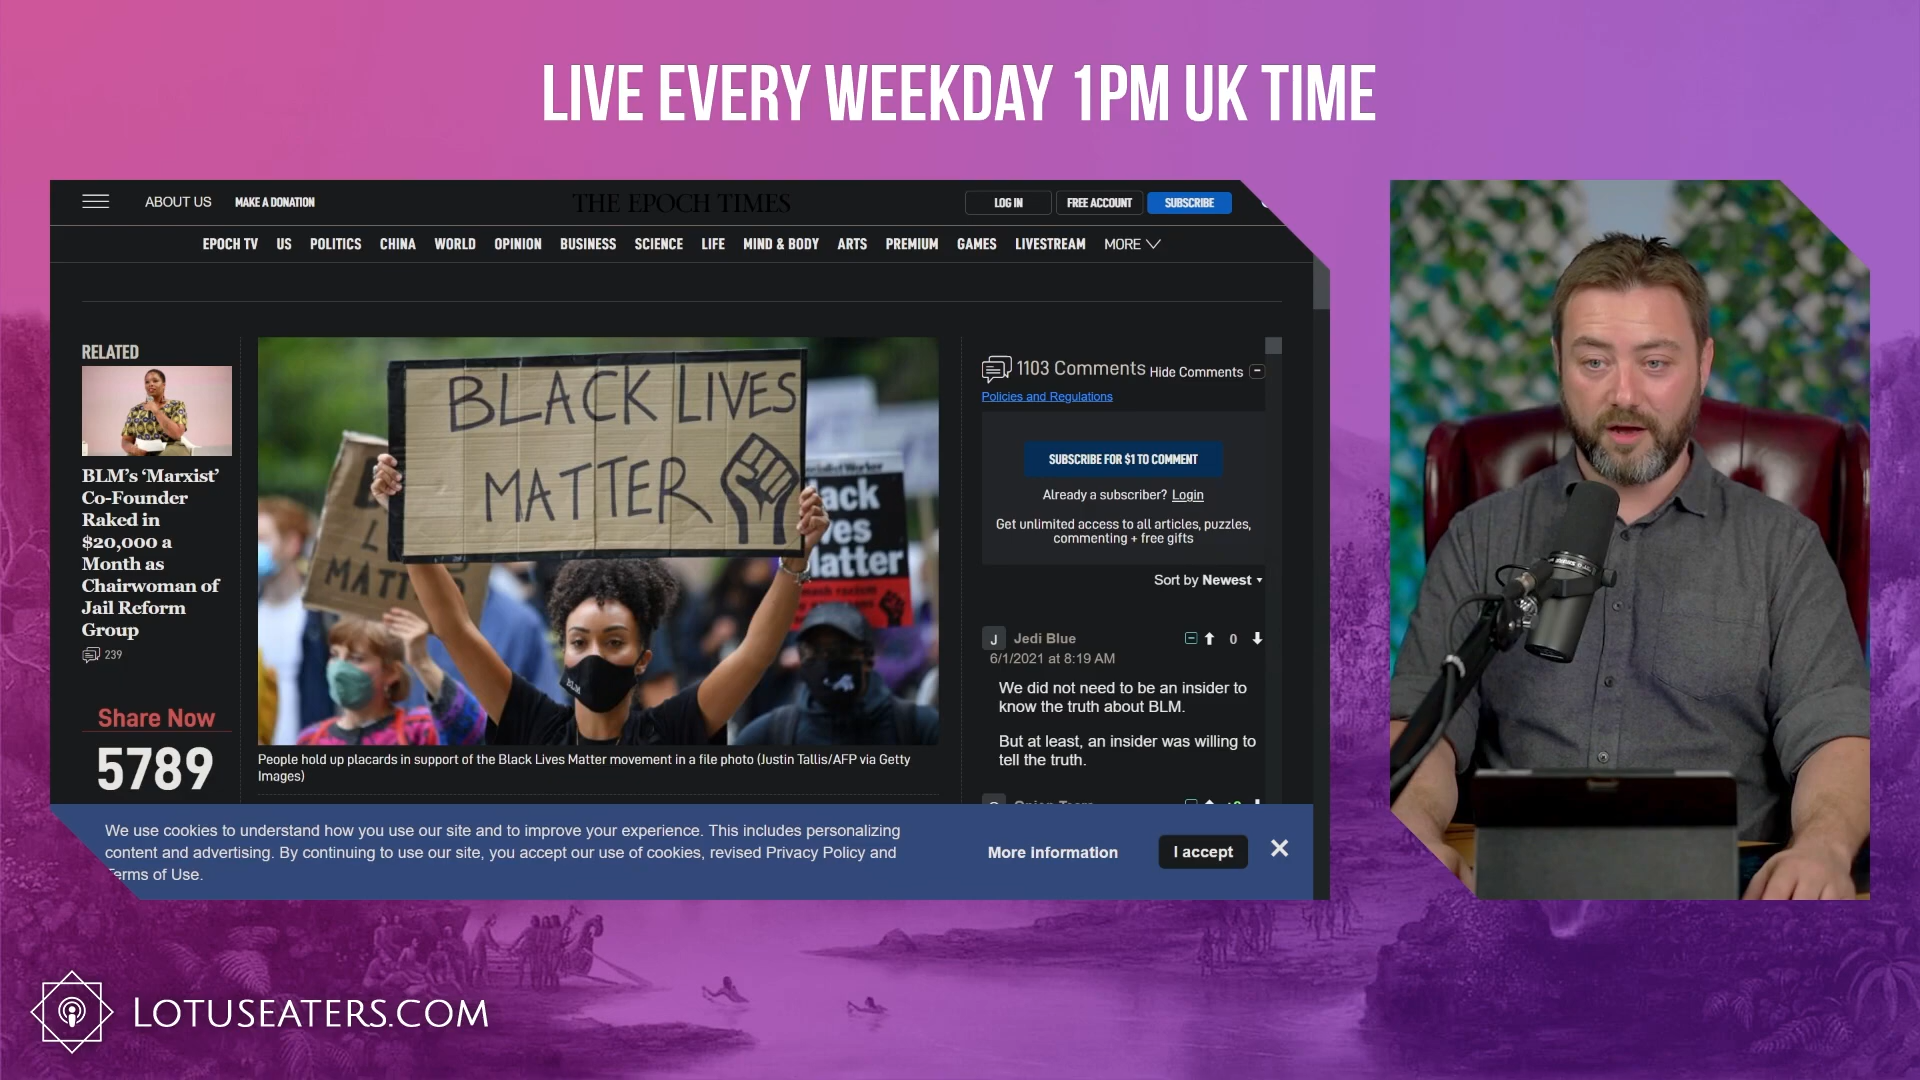 LIVE EVERY WEEKDAY 1PM UK TIME
ABOUT US
MAKE A DONATION
THE EPOCH TIMES
LOG IN
FREE ACCOUNT
SUBSCRIBE
EPOCH TV US POLITICS CHINA WORLD OPINION BUSINESS SCIENCE LIFE MIND & BODY ARTS PREMIUM GAMES LIVESTREAM MORE
RELATED
BLM's 'Marxist'
Co-Founder
Raked in
$20,000 a
Month as
Chairwoman of
Jail Reform
Group
239
Share Now
5789
BLACK LIVES
MATTER
MATT
Socialist Worker
lack
ves
Matter
BLM
People hold up placards in support of the Black Lives Matter movement in a file photo (Justin Tallis/AFP via Getty
Images)
1103 Comments
Hide Comments
Policies and Regulations
SUBSCRIBE FOR $1 TO COMMENT
Already a subscriber? Login
Get unlimited access to all articles, puzzles,
commenting + free gifts
Sort by Newest
J
Jedi Blue
0
6/1/2021 at 8:19 AM
We did not need to be an insider to
know the truth about BLM.
But at least, an insider was willing to
tell the truth.
We use cookies to understand how you use our site and to improve your experience. This includes personalizing
content and advertising. By continuing to use our site, you accept our use of cookies, revised Privacy Policy and
erms of Use.
More information
I accept
LOTUSEATERS.COM